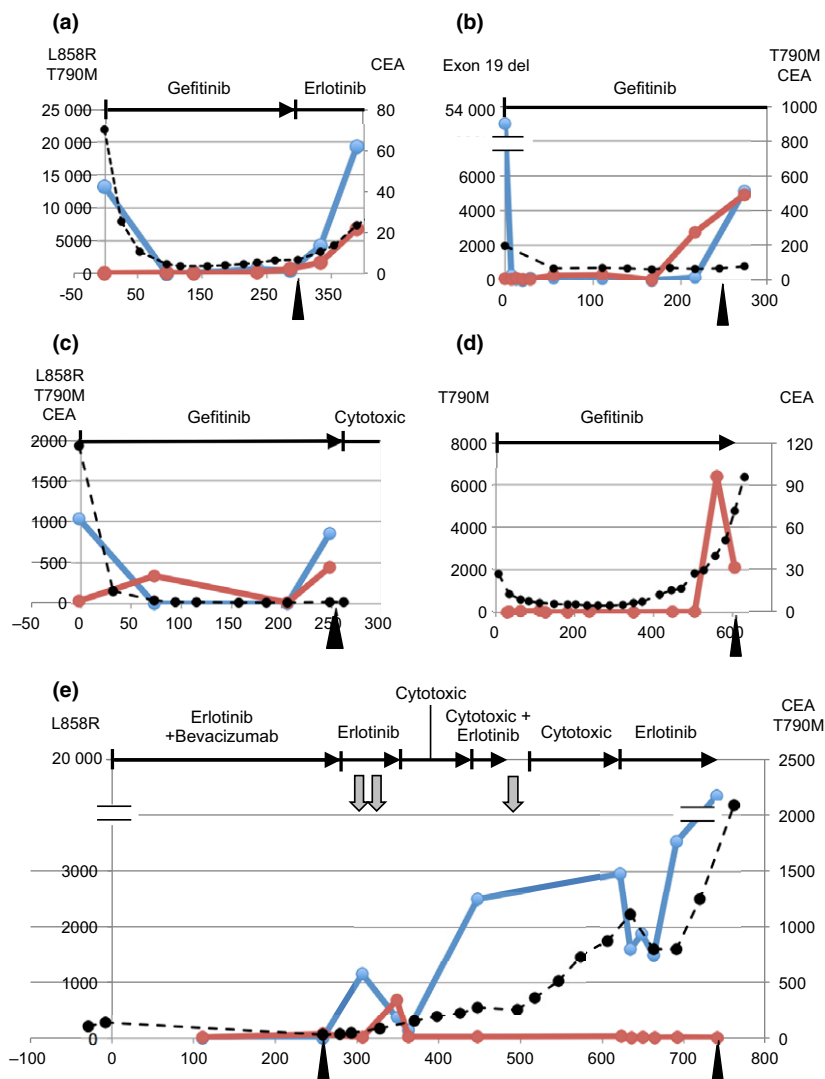 (a)
L858R
T790M
CEA
Gefitinib Erlotinib
25 000 80
20 000
60
15 000
40
10 000
20
5000
0 0
-50 50 150 250 350
(b)
Exon 19 del
T790M
CEA
Gefitinib
54 000 1000
800
6000 600
4000 400
2000 200
0 0
0 100 200 300
(c)
L858R
T790M
CEA
Gefitinib Cytotoxic
2000
1500
1000
500
0
–50 0 50 100 150 200 250 300
(d)
T790M CEA
Gefitinib
8000 120
6000 90
4000 60
2000 30
0 0
0 200 400 600
(e)
L858R
CEA
T790M
Erlotinib
+Bevacizumab
Erlotinib
Cytotoxic
Cytotoxic +
Erlotinib
Cytotoxic
Erlotinib
20 000 2500
2000
3000 1500
2000 1000
1000 500
0 0
–100 0 100 200 300 400 500 600 700 800